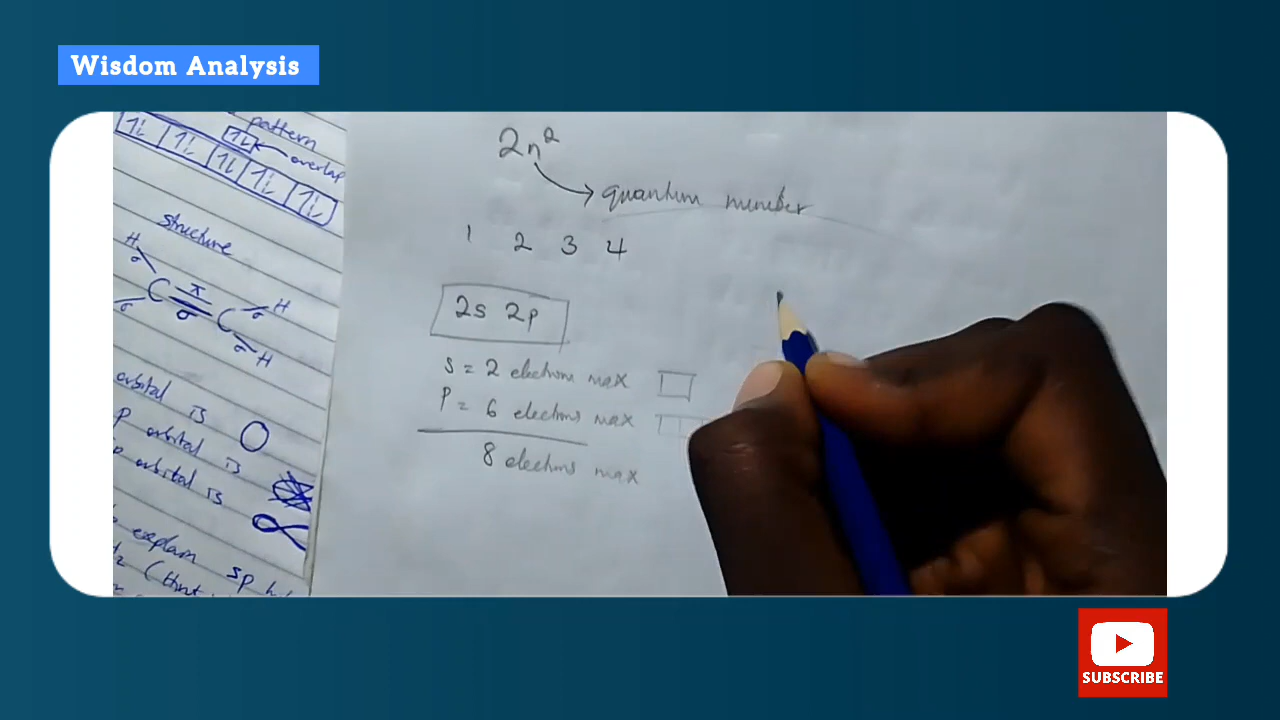 Wisdom Analysis
pattern
overlap
structure
H
σ
C
π
σ
C
σ
H
σ
σ
H
orbital is
p orbital is
orbital is
explain sp
2n²
quantum number
1 2 3 4
2s 2p
s = 2 electrons max
P = 6 electrons max
8 electrons max
SUBSCRIBE